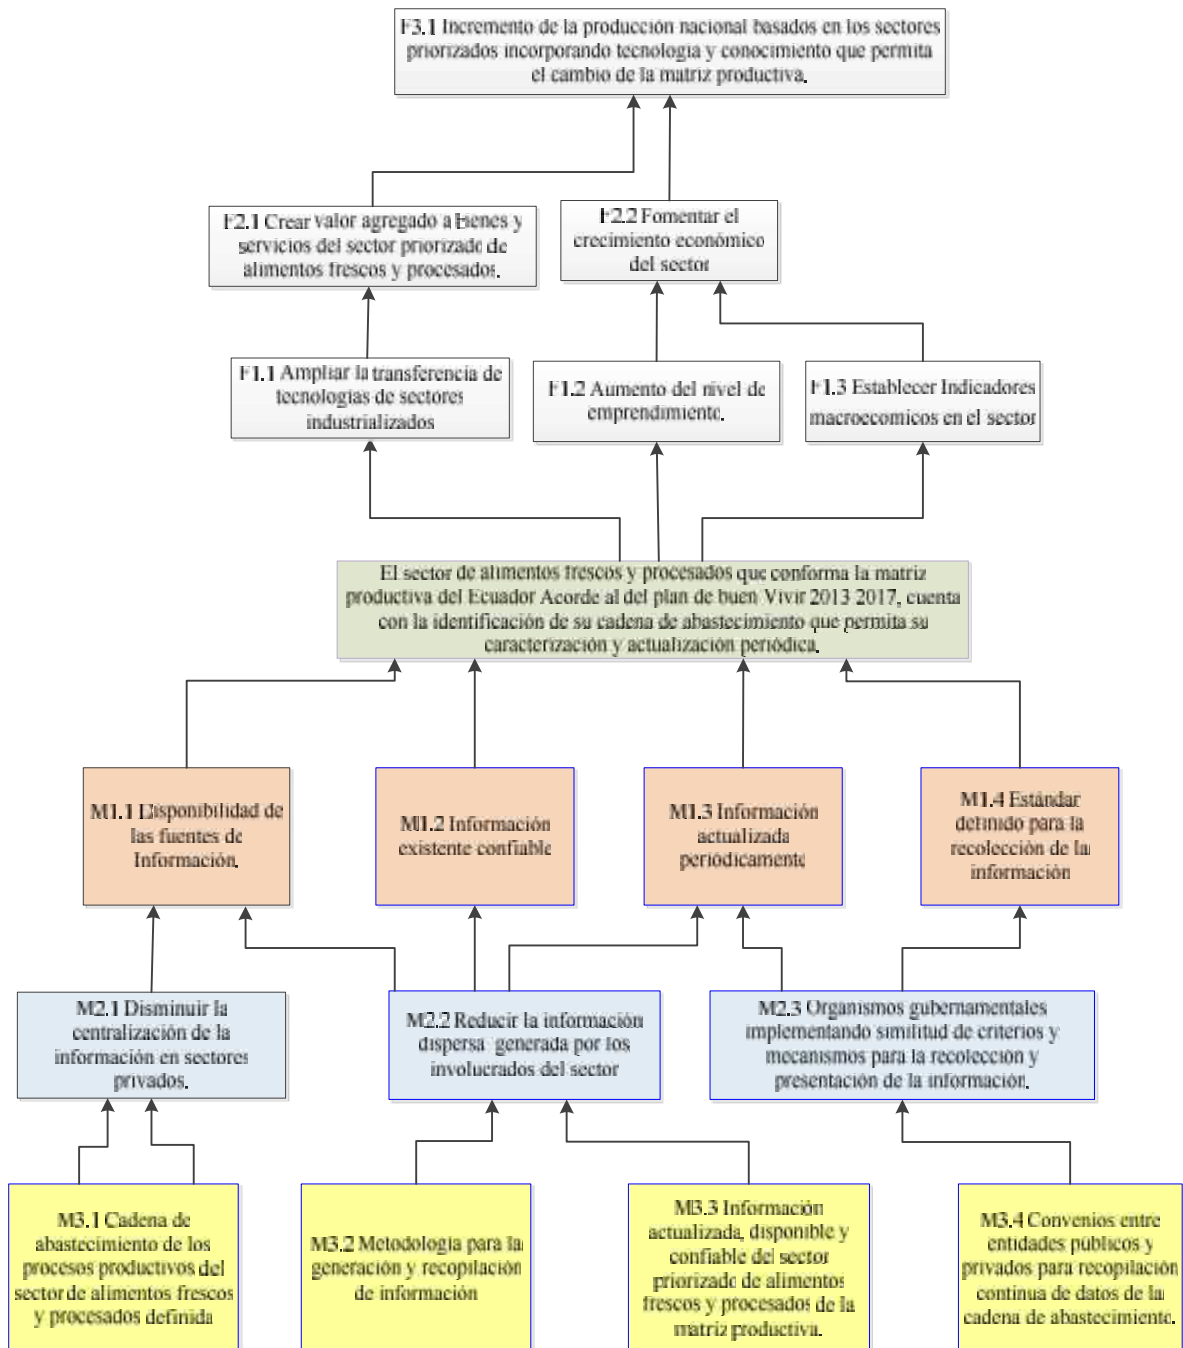 F3.1 Incremento de la producción nacional basados en los sectores
priorizados incorporando tecnologia y conocimiento que permita
el cambio de la matriz productiva.
F2.1 Crear valor agregado a bienes y
servicios del sector priorizado de
alimentos frescos y procesados.
F2.2 Fomentar el
crecimiento económico
del sector
F1.1 Ampliar la transferencia de
tecnologías de sectores
industrializados
F1.2 Aumento del nivel de
emprendimiento.
F1.3 Establecer Indicadores
macroecomicos en el sector
El sector de alimentos frescos y procesados que conforma la matriz
productiva del Ecuador Acorde al del plan de buen Vivir 2013 2017, cuenta
con la identificación de su cadena de abastecimiento que permita su
caracterización y actualización periódica.
M1.1 Disponibilidad de
las fuentes de
Información.
M1.2 Información
existente confiable
M1.3 Información
actualizada
periódicamente
M1.4 Estándar
definido para la
recolección de la
información
M2.1 Disminuir la
centralización de la
información en sectores
privados.
M2.2 Reducir la información
dispersa generada por los
involucrados del sector
M2.3 Organismos gubernamentales
implementando similitud de criterios y
mecanismos para la recolección y
presentación de la información.
M3.1 Cadena de
abastecimiento de los
procesos productivos del
sector de alimentos frescos
y procesados definida
M3.2 Metodología para la
generación y recopilación
de información
M3.3 Información
actualizada, disponible y
confiable del sector
priorizado de alimentos
frescos y procesados de la
matriz productiva.
M3.4 Convenios entre
entidades públicos y
privados para recopilación
continua de datos de la
cadena de abastecimiento.